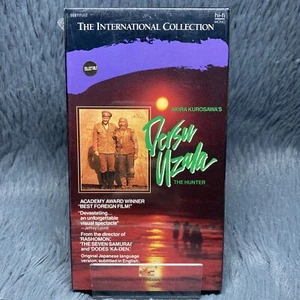 SUBTITLED
hi-fi
MONO
THE INTERNATIONAL COLLECTION
AKIRA KUROSAWA'S
Dersu
Uzala
THE HUNTER
ACADEMY AWARD WINNER
"BEST FOREIGN FILM!"
"Devastating...
an unforgettable
visual spectacle"
From the director of
"RASHOMON,"
"THE SEVEN SAMURAI"
and "DODES 'KA-DEN."
Original Japanese language
version, subtitled in English.